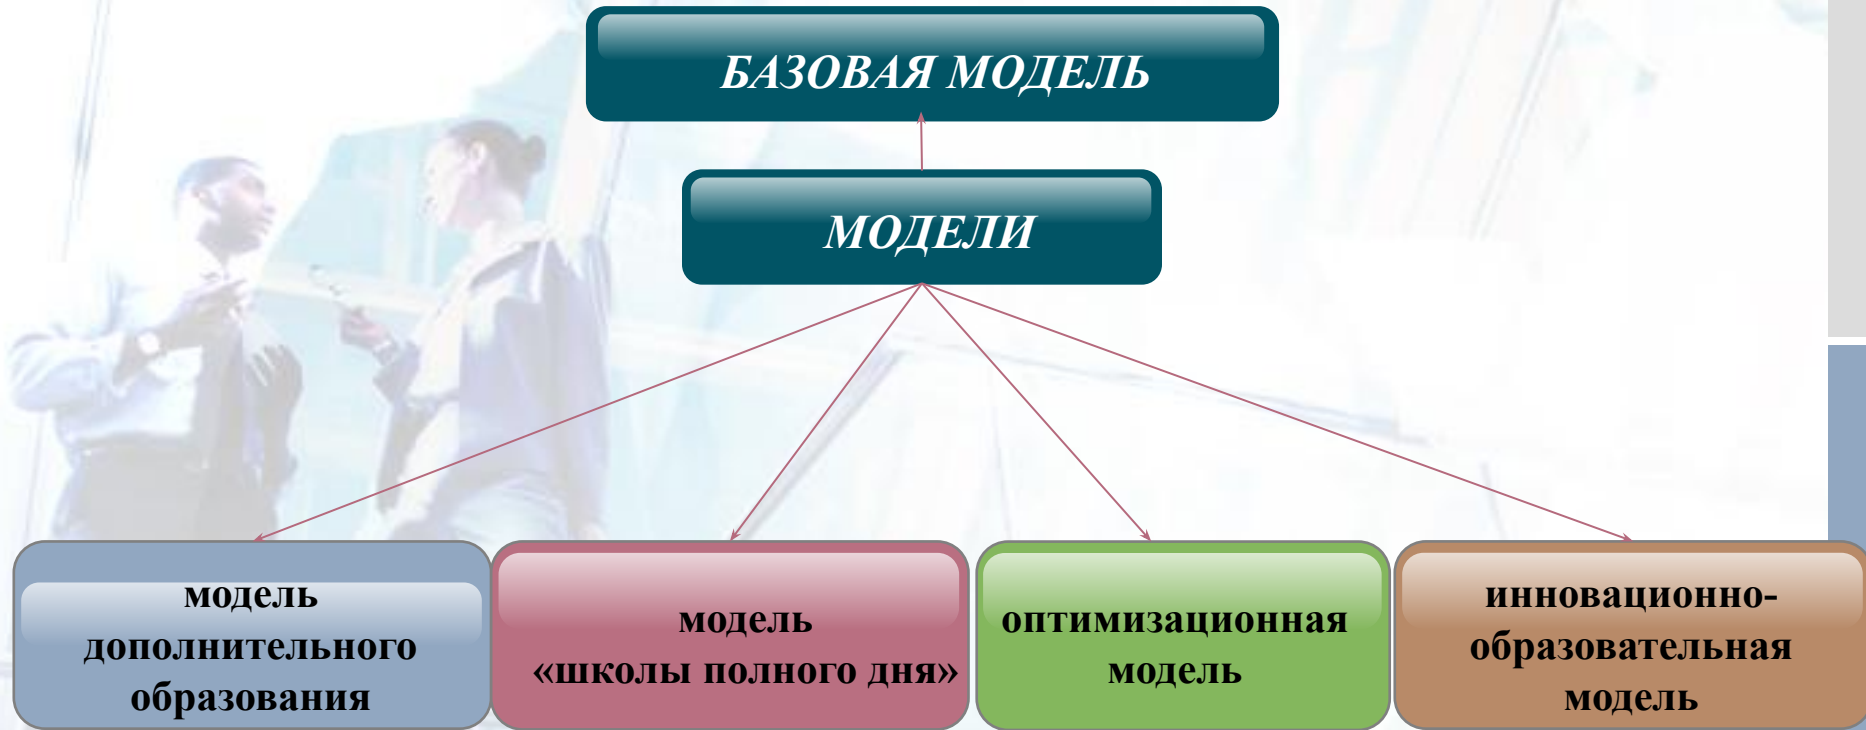 БАЗОВАЯ МОДЕЛЬ
МОДЕЛИ
модель
дополнительного
образования
модель
«школы полного дня»
оптимизационная
модель
инновационно-
образовательная
модель